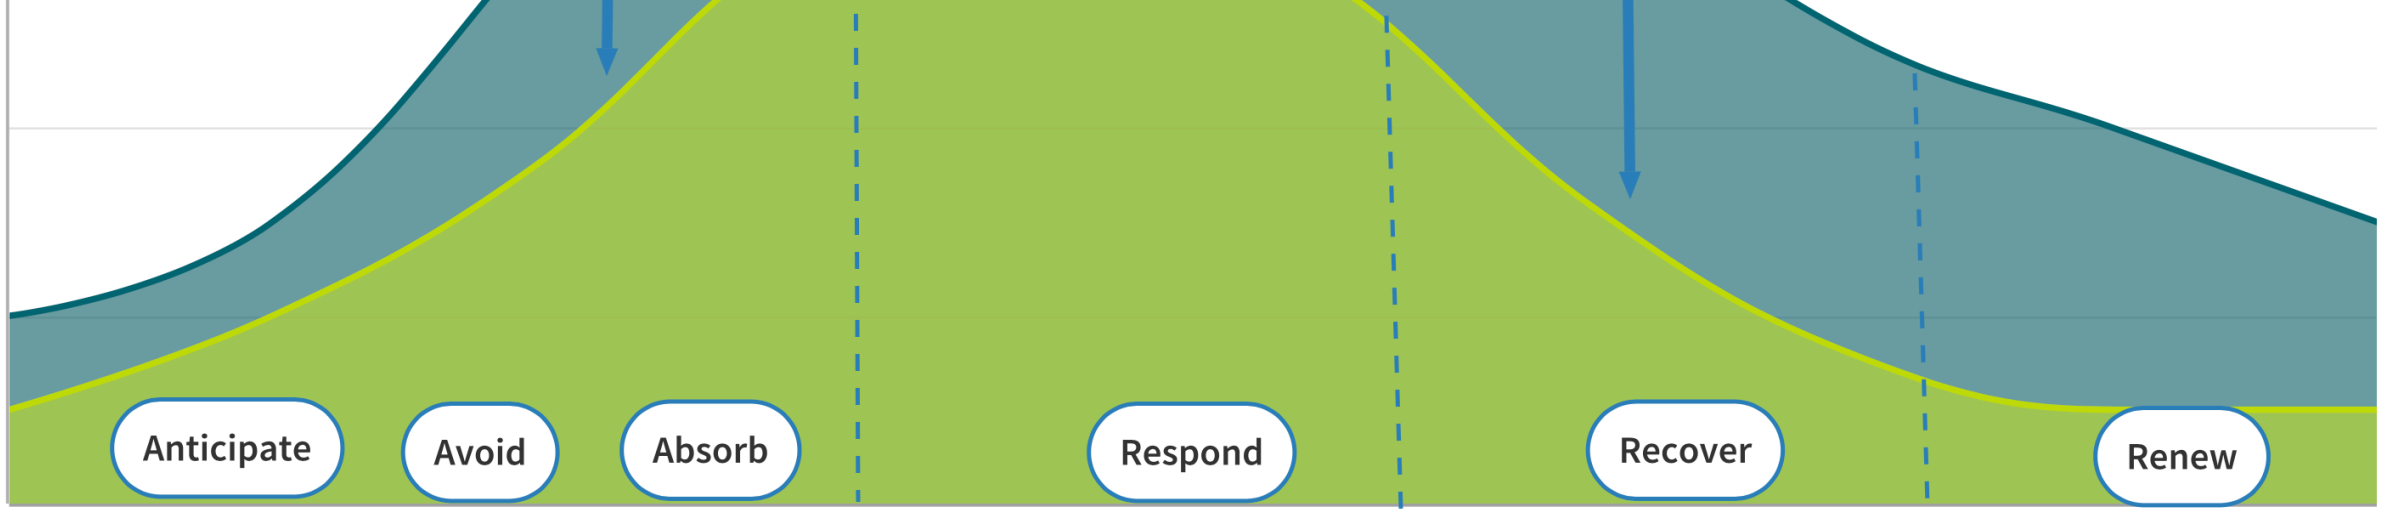 Anticipate
Avoid
Absorb
Respond
Recover
Renew